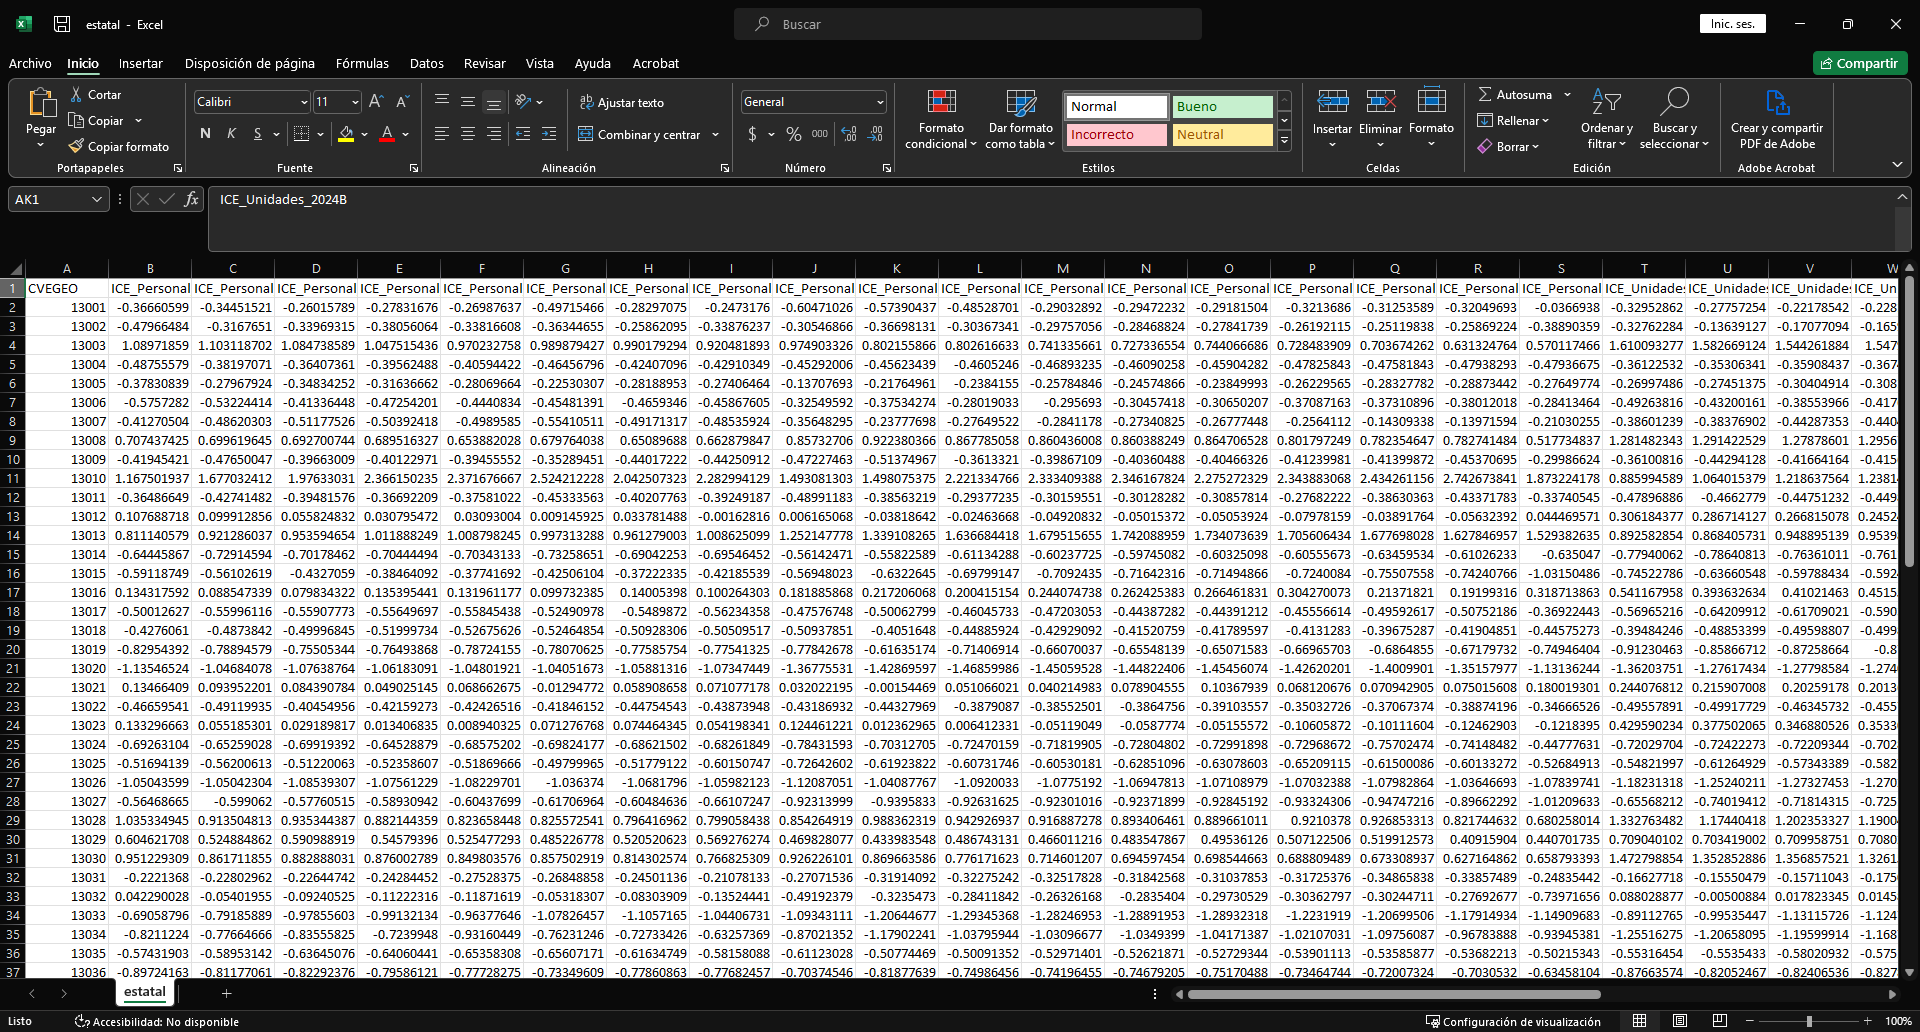 estatal - Excel
Buscar
Inic. ses.
Archivo Inicio Insertar Disposición de página Fórmulas Datos Revisar Vista Ayuda Acrobat
Compartir
Pegar
Cortar
Copiar
Copiar formato
Portapapeles
Calibri 11
N K S
Fuente
Ajustar texto
Combinar y centrar
Alineación
General
$ % 000
Número
Formato condicional
Dar formato como tabla
Normal Bueno
Incorrecto Neutral
Estilos
Insertar Eliminar Formato
Celdas
Autosuma
Rellenar
Borrar
Ordenar y filtrar
Buscar y seleccionar
Edición
Crear y compartir PDF de Adobe
Adobe Acrobat
AK1 fx ICE_Unidades_2024B
A B C D E F G H I J K L M N O P Q R S T U V W
1 CVEGEO ICE_Personal ICE_Personal ICE_Personal ICE_Personal ICE_Personal ICE_Personal ICE_Personal ICE_Personal ICE_Personal ICE_Personal ICE_Personal ICE_Personal ICE_Personal ICE_Personal ICE_Personal ICE_Personal ICE_Personal ICE_Personal ICE_Unidade: ICE_Unidade: ICE_Unidade: ICE_Un
2 13001 -0.36660599 -0.34451521 -0.26015789 -0.27831676 -0.26987637 -0.49715466 -0.28297075 -0.2473176 -0.60471026 -0.57390437 -0.48528701 -0.29032892 -0.29472232 -0.29181504 -0.3213686 -0.31253589 -0.32049693 -0.0366938 -0.32952862 -0.27757254 -0.22178542 -0.228
3 13002 -0.47966484 -0.3167651 -0.33969315 -0.38056064 -0.33816608 -0.36344655 -0.25862095 -0.33876237 -0.30546866 -0.36698131 -0.30367341 -0.29757056 -0.28468824 -0.27841739 -0.26192115 -0.25119838 -0.25869224 -0.38890359 -0.32762284 -0.13639127 -0.17077094 -0.165
4 13003 1.08971859 1.103118702 1.084738589 1.047515436 0.970232758 0.989879427 0.990179294 0.920481893 0.974903326 0.802155866 0.802616633 0.741335661 0.727336554 0.744066686 0.728483909 0.703674262 0.631324764 0.570117466 1.610093277 1.582669124 1.544261884 1.547
5 13004 -0.48755579 -0.38197071 -0.36407361 -0.39562488 -0.40594422 -0.46456796 -0.42407096 -0.42910349 -0.45292006 -0.45623439 -0.4605246 -0.46893235 -0.46090258 -0.45904282 -0.47825843 -0.47581843 -0.47938293 -0.47936675 -0.36122532 -0.35306341 -0.35908437 -0.367
6 13005 -0.37830839 -0.27967924 -0.34834252 -0.31636662 -0.28069664 -0.22530307 -0.28188953 -0.27406464 -0.13707693 -0.21764961 -0.2384155 -0.25784846 -0.24574866 -0.23849993 -0.26229565 -0.28327782 -0.28873442 -0.27649774 -0.26997486 -0.27451375 -0.30404914 -0.308
7 13006 -0.5757282 -0.53224414 -0.41336448 -0.47254201 -0.4440834 -0.45481391 -0.4659346 -0.45867605 -0.32549592 -0.37534274 -0.28019033 -0.295693 -0.30457418 -0.30650207 -0.37087163 -0.37310896 -0.38012018 -0.28413464 -0.49263816 -0.43200161 -0.38553966 -0.417
8 13007 -0.41270504 -0.48620303 -0.51177526 -0.50392418 -0.4989585 -0.55410511 -0.49171317 -0.48535924 -0.35648295 -0.23777698 -0.27649522 -0.2841178 -0.27340825 -0.26777448 -0.2564112 -0.14309338 -0.13971594 -0.21030255 -0.38601239 -0.38376902 -0.44287353 -0.440
9 13008 0.707437425 0.699619645 0.692700744 0.689516327 0.653882028 0.679764038 0.65089688 0.662879847 0.85732706 0.922380366 0.867785058 0.860436008 0.860388249 0.864706528 0.801797249 0.782354647 0.782741484 0.517734837 1.281482343 1.291422529 1.27878601 1.2956
10 13009 -0.41945421 -0.47650047 -0.39663009 -0.40122971 -0.39455552 -0.35289451 -0.44017222 -0.44250912 -0.47227463 -0.51374967 -0.3613321 -0.39867109 -0.40360488 -0.40466326 -0.41239981 -0.41399872 -0.45370695 -0.29986624 -0.36100816 -0.44294128 -0.41664164 -0.415
11 13010 1.167501937 1.677032412 1.97633031 2.366150235 2.371676667 2.524212228 2.042507323 2.282994129 1.493081303 1.498075375 2.221334766 2.333409388 2.346167824 2.275272329 2.343883068 2.434261156 2.742673841 1.873224178 0.885994589 1.064015379 1.218637564 1.2381
12 13011 -0.36486649 -0.42741482 -0.39481576 -0.36692209 -0.37581022 -0.45333563 -0.40207763 -0.39249187 -0.48991183 -0.38563219 -0.29377235 -0.30159551 -0.30128282 -0.30857814 -0.27682222 -0.38630363 -0.43371783 -0.33740545 -0.47896886 -0.4662779 -0.44751232 -0.449
13 13012 0.107688718 0.099912856 0.055824832 0.030795472 0.03093004 0.009145925 0.033781488 -0.00162816 0.006165068 -0.03818642 -0.02463668 -0.04920832 -0.05015372 -0.05053924 -0.07978159 -0.03891764 -0.05632392 0.044469571 0.306184377 0.286714127 0.266815078 0.2452
14 13013 0.811140579 0.921286037 0.953594654 1.011888249 1.008798245 0.997313288 0.961279003 1.008625099 1.252147778 1.339108265 1.636684418 1.679515655 1.742088959 1.734073639 1.705606434 1.677698028 1.627846957 1.529382635 0.892582854 0.868405731 0.948895139 0.9539
15 13014 -0.64445867 -0.72914594 -0.70178462 -0.70444494 -0.70343133 -0.73258651 -0.69042253 -0.69546452 -0.56142471 -0.55822589 -0.61134288 -0.60237725 -0.59745082 -0.60325098 -0.60555673 -0.63459534 -0.61026233 -0.635047 -0.77940062 -0.78640813 -0.76361011 -0.761
16 13015 -0.59118749 -0.56102619 -0.4327059 -0.38464092 -0.37741692 -0.42506104 -0.37222335 -0.42185539 -0.56948023 -0.6322645 -0.69799147 -0.7092435 -0.71642316 -0.71494866 -0.7240084 -0.75507558 -0.74240766 -1.03150486 -0.74522786 -0.63660548 -0.59788434 -0.592
17 13016 0.134317592 0.088547339 0.079834322 0.135395441 0.131961177 0.099732385 0.14005398 0.100264303 0.181885868 0.217206068 0.200415154 0.244074738 0.262425383 0.266461831 0.304270073 0.21371821 0.19199316 0.318713863 0.541167958 0.393632634 0.41021463 0.4515
18 13017 -0.50012627 -0.55996116 -0.55907773 -0.55649697 -0.55845438 -0.52490978 -0.5489872 -0.56234358 -0.47576748 -0.50062799 -0.46045733 -0.47203053 -0.44387282 -0.44391212 -0.45556614 -0.49592617 -0.50752186 -0.36922443 -0.56965216 -0.64209912 -0.61709021 -0.590
19 13018 -0.4276061 -0.4873842 -0.49996845 -0.51999734 -0.52675626 -0.52464854 -0.50928306 -0.50509517 -0.50937851 -0.4051648 -0.44885924 -0.42929092 -0.41520759 -0.41789597 -0.4131283 -0.39675287 -0.41904851 -0.44575273 -0.39484246 -0.48853399 -0.49598807 -0.499
20 13019 -0.82954392 -0.78894579 -0.75505344 -0.76493868 -0.78724155 -0.78070625 -0.77585754 -0.77541325 -0.77842678 -0.61635174 -0.71406914 -0.66070037 -0.65548139 -0.65071583 -0.66965703 -0.6864855 -0.67179732 -0.74946404 -0.91230463 -0.85866712 -0.87258664 -0.8
21 13020 -1.13546524 -1.04684078 -1.07638764 -1.06183091 -1.04801921 -1.04051673 -1.05881316 -1.07347449 -1.36775531 -1.42869597 -1.46859986 -1.45059528 -1.44822406 -1.45456074 -1.42620201 -1.4009901 -1.35157977 -1.13136244 -1.36203751 -1.27617434 -1.27798584 -1.274
22 13021 0.13466409 0.093952201 0.084390784 0.049025145 0.068662675 -0.01294772 0.058908658 0.071077178 0.032022195 -0.00154469 0.051066021 0.040214983 0.078904555 0.10367939 0.068120676 0.070942905 0.075015608 0.180019301 0.244076812 0.215907008 0.20259178 0.2013
23 13022 -0.46659541 -0.49119935 -0.40454956 -0.42159273 -0.42426516 -0.41846152 -0.44754543 -0.43873948 -0.43186932 -0.44327969 -0.3879087 -0.38552501 -0.3864756 -0.39103557 -0.35032726 -0.37067374 -0.38874196 -0.34666526 -0.49557891 -0.49917729 -0.46345732 -0.455
24 13023 0.133296663 0.055185301 0.029189817 0.013406835 0.008940325 0.071276768 0.074464345 0.054198341 0.124461221 0.012362965 0.006412331 -0.05119049 -0.0587774 -0.05155572 -0.10605872 -0.10111604 -0.12462903 -0.1218395 0.429590234 0.377502065 0.346880526 0.3533
25 13024 -0.69263104 -0.65259028 -0.69919392 -0.64528879 -0.68575202 -0.69824177 -0.68621502 -0.68261849 -0.78431593 -0.70312705 -0.72470159 -0.71819905 -0.72804802 -0.72991898 -0.72968672 -0.75702474 -0.74148482 -0.44777631 -0.72029704 -0.72422273 -0.72209344 -0.702
26 13025 -0.51694139 -0.56200613 -0.51220063 -0.52358607 -0.51869666 -0.49799965 -0.51779122 -0.60150747 -0.72642602 -0.61923822 -0.60731746 -0.60530181 -0.62851096 -0.63078603 -0.65209115 -0.61500086 -0.60133272 -0.52684913 -0.54821997 -0.61264929 -0.57343389 -0.582
27 13026 -1.05043599 -1.05042304 -1.08539307 -1.07561229 -1.08229701 -1.036374 -1.0681796 -1.05982123 -1.12087051 -1.04087767 -1.0920033 -1.0775192 -1.06947813 -1.07108979 -1.07032388 -1.07982864 -1.03646693 -1.07839741 -1.18231318 -1.25240211 -1.27327453 -1.270
28 13027 -0.56468665 -0.599062 -0.57760515 -0.58930942 -0.60437699 -0.61706964 -0.60484636 -0.66107247 -0.92313999 -0.9395833 -0.92631625 -0.92301016 -0.92371899 -0.92845192 -0.93324306 -0.94747216 -0.89662292 -1.01209633 -0.65568212 -0.74019412 -0.71814315 -0.725
29 13028 1.035334945 0.913504813 0.935344387 0.882144359 0.823658448 0.825572541 0.796416962 0.799058438 0.854264919 0.988362319 0.942926937 0.916887278 0.893406461 0.889661011 0.9210378 0.926853313 0.821744632 0.680258014 1.332763482 1.17440418 1.202353327 1.1900
30 13029 0.604621708 0.524884862 0.590988919 0.54579396 0.525477293 0.485226778 0.520520623 0.569276274 0.469828077 0.433983548 0.486743131 0.466011216 0.483547867 0.49536126 0.507122506 0.519912573 0.40915904 0.440701735 0.709040102 0.703419002 0.709958751 0.7080
31 13030 0.951229309 0.861711855 0.882888031 0.876002789 0.849803576 0.857502919 0.814302574 0.766825309 0.926226101 0.869663586 0.776171623 0.714601207 0.694597454 0.698544663 0.688809489 0.673308937 0.627164862 0.658793393 1.472798854 1.352852886 1.356857521 1.3261
32 13031 -0.2221368 -0.22802962 -0.22644742 -0.24284452 -0.27528375 -0.26848858 -0.24501136 -0.21078133 -0.27071536 -0.31914092 -0.32275242 -0.32517828 -0.31842568 -0.31037853 -0.31725376 -0.34865838 -0.33857489 -0.24835442 -0.16627718 -0.15550479 -0.15711043 -0.175
33 13032 0.042290028 -0.05401955 -0.09240525 -0.11222316 -0.11871619 -0.05318307 -0.08303909 -0.13524441 -0.49192379 -0.3235473 -0.28411842 -0.26326168 -0.2835404 -0.29730529 -0.30362797 -0.30244711 -0.27692677 -0.73971656 0.088028877 -0.00500884 0.017823345 0.0145
34 13033 -0.69058796 -0.79185889 -0.97855603 -0.99132134 -0.96377646 -1.07826457 -1.1057165 -1.04406731 -1.09343111 -1.20644677 -1.29345368 -1.28246953 -1.28891953 -1.28932318 -1.2231919 -1.20699506 -1.17914934 -1.14909683 -0.89112765 -0.99535447 -1.13115726 -1.124
35 13034 -0.8211224 -0.77664666 -0.83555825 -0.7239948 -0.93160449 -0.76231246 -0.72733426 -0.63257369 -0.87021352 -1.17902241 -1.03795944 -1.03096677 -1.0349399 -1.04171387 -1.02107031 -1.09756087 -0.96783888 -0.93945381 -1.25516275 -1.20658095 -1.19599914 -1.168
36 13035 -0.57431903 -0.58953142 -0.63645076 -0.64060441 -0.65358308 -0.65607171 -0.61634749 -0.58158088 -0.61123028 -0.50774469 -0.50091352 -0.52971401 -0.52621871 -0.52729344 -0.53901113 -0.53585877 -0.53682213 -0.50215343 -0.55316454 -0.5535433 -0.58020932 -0.575
37 13036 -0.89724163 -0.81177061 -0.82292376 -0.79586121 -0.77728275 -0.73349609 -0.77860863 -0.77682457 -0.70374546 -0.81877639 -0.74986456 -0.74196455 -0.74679205 -0.75170488 -0.73464744 -0.72007324 -0.7030532 -0.63458104 -0.87663574 -0.82052467 -0.82406536 -0.827
estatal
Listo Accesibilidad: No disponible Configuración de visualización 100%